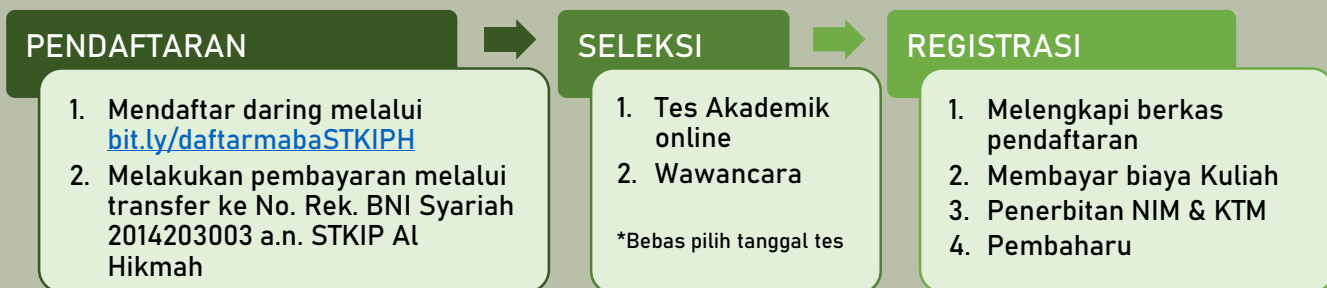 PENDAFTARAN
1. Mendaftar daring melalui
bit.ly/daftarmabaSTKIPH
2. Melakukan pembayaran melalui
transfer ke No. Rek. BNI Syariah
2014203003 a.n. STKIP Al
Hikmah
SELEKSI
1. Tes Akademik
online
2. Wawancara
*Bebas pilih tanggal tes
REGISTRASI
1. Melengkapi berkas
pendaftaran
2. Membayar biaya Kuliah
3. Penerbitan NIM & KTM
4. Pembaharu